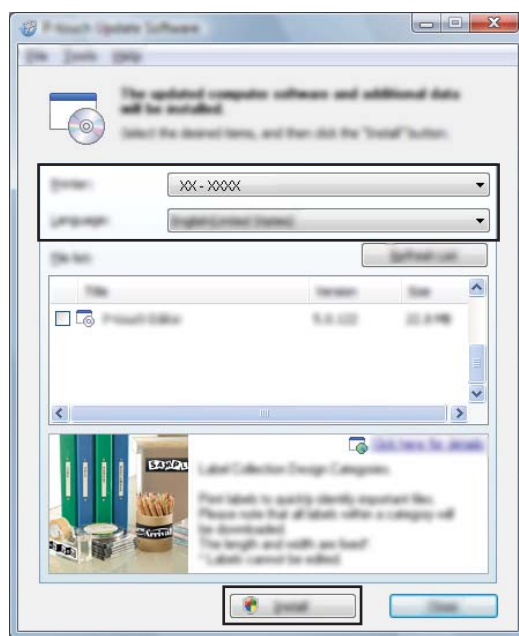 P-touch Update Software
File Tools Help
The updated computer software and additional data
will be installed.
Select the desired items, and then click the "Install" button.
Printer:
XX - XXXX
Language:
English(United States)
File list:
Refresh List
Title Version Size
P-touch Editor 5.0.122 22.8 MB
Click here for details
SAMPL
Label Collection Design Categories
Print labels to quickly identify important files.
Please note that all labels within a category will
be downloaded.
The length and width are fixed*.
* Labels cannot be edited.
Arrival
Install
Close